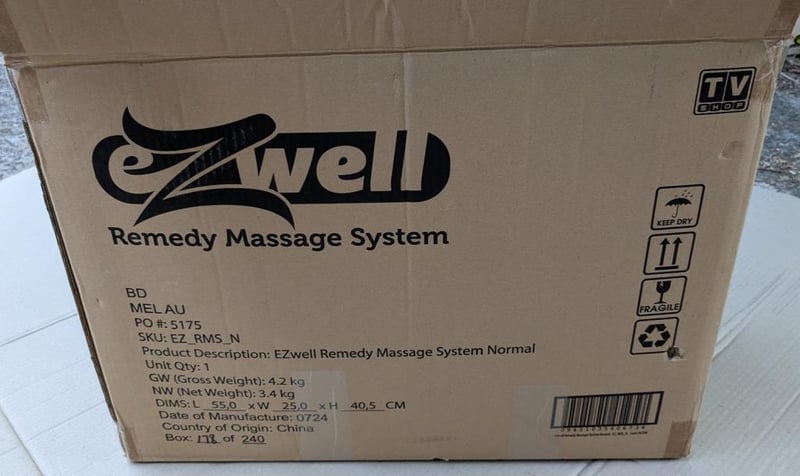 TV
SHOP
eZwell
Remedy Massage System
KEEP DRY
FRAGILE
BD
MEL AU
PO #: 5175
SKU: EZ_RMS_N
Product Description: EZwell Remedy Massage System Normal
Unit Qty: 1
GW (Gross Weight): 4.2 kg
NW (Net Weight): 3.4 kg
DIMS: L 55,0 x W 25,0 x H 40,5 CM
Date of Manufacture: 0724
Country of Origin: China
Box: 178 of 240